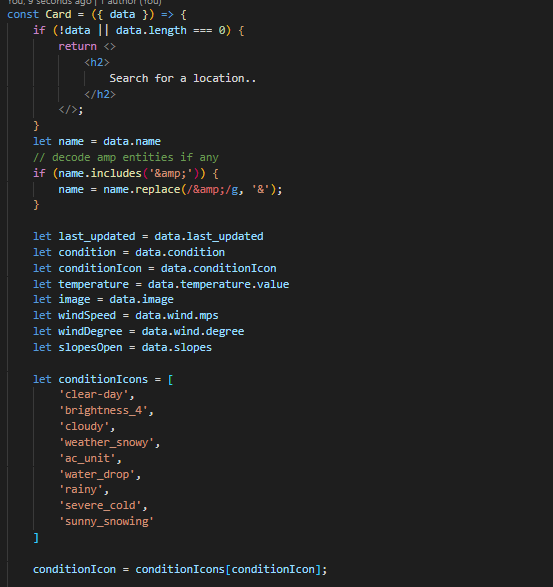 You, 9 seconds ago | 1 author (You)
const Card = ({ data }) => {
    if (!data || data.length === 0) {
        return <>
            <h2>
                Search for a location..
            </h2>
        </>;
    }
    let name = data.name
    // decode amp entities if any
    if (name.includes('&amp;')) {
        name = name.replace(/&amp;/g, '&');
    }

    let last_updated = data.last_updated
    let condition = data.condition
    let conditionIcon = data.conditionIcon
    let temperature = data.temperature.value
    let image = data.image
    let windSpeed = data.wind.mps
    let windDegree = data.wind.degree
    let slopesOpen = data.slopes

    let conditionIcons = [
        'clear-day',
        'brightness_4',
        'cloudy',
        'weather_snowy',
        'ac_unit',
        'water_drop',
        'rainy',
        'severe_cold',
        'sunny_snowing'
    ]

    conditionIcon = conditionIcons[conditionIcon];